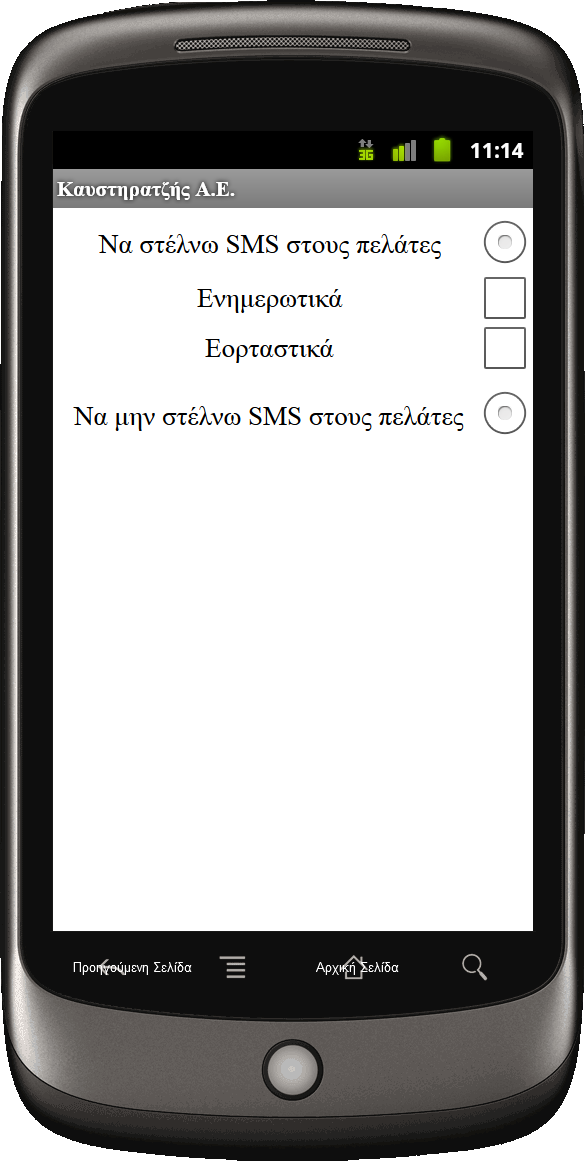 3G 11:14
Καυστηρατζής Α.Ε.
Να στέλνω SMS στους πελάτες
Ενημερωτικά
Εορταστικά
Να μην στέλνω SMS στους πελάτες
Προηγούμενη Σελίδα Αρχική Σελίδα